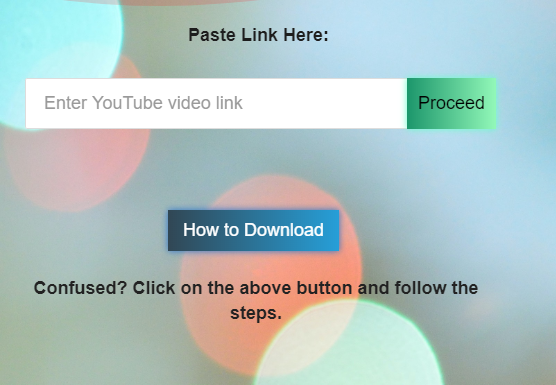 Paste Link Here:
Enter YouTube video link
Proceed
How to Download
Confused? Click on the above button and follow the
steps.